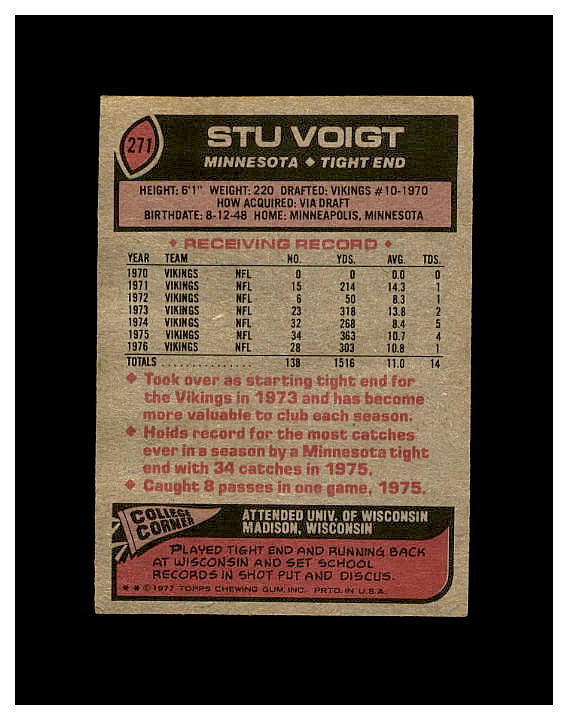 271
STU VOIGT
MINNESOTA ◆ TIGHT END
HEIGHT: 6'1" WEIGHT: 220 DRAFTED: VIKINGS #10-1970
HOW ACQUIRED: VIA DRAFT
BIRTHDATE: 8-12-48 HOME: MINNEAPOLIS, MINNESOTA
◆ RECEIVING RECORD ◆
YEAR TEAM NO. YDS. AVG. TDS.
1970 VIKINGS NFL 0 0 0.0 0
1971 VIKINGS NFL 15 214 14.3 1
1972 VIKINGS NFL 6 50 8.3 1
1973 VIKINGS NFL 23 318 13.8 2
1974 VIKINGS NFL 32 268 8.4 5
1975 VIKINGS NFL 34 363 10.7 4
1976 VIKINGS NFL 28 303 10.8 1
TOTALS ................ 138 1516 11.0 14
◆ Took over as starting tight end for
the Vikings in 1973 and has become
more valuable to club each season.
◆ Holds record for the most catches
ever in a season by a Minnesota tight
end with 34 catches in 1975.
◆ Caught 8 passes in one game, 1975.
COLLEGE
CORNER
ATTENDED UNIV. OF WISCONSIN
MADISON, WISCONSIN
PLAYED TIGHT END AND RUNNING BACK
AT WISCONSIN AND SET SCHOOL
RECORDS IN SHOT PUT AND DISCUS.
* * © 1977 TOPPS CHEWING GUM, INC. PRTD. IN U.S.A.